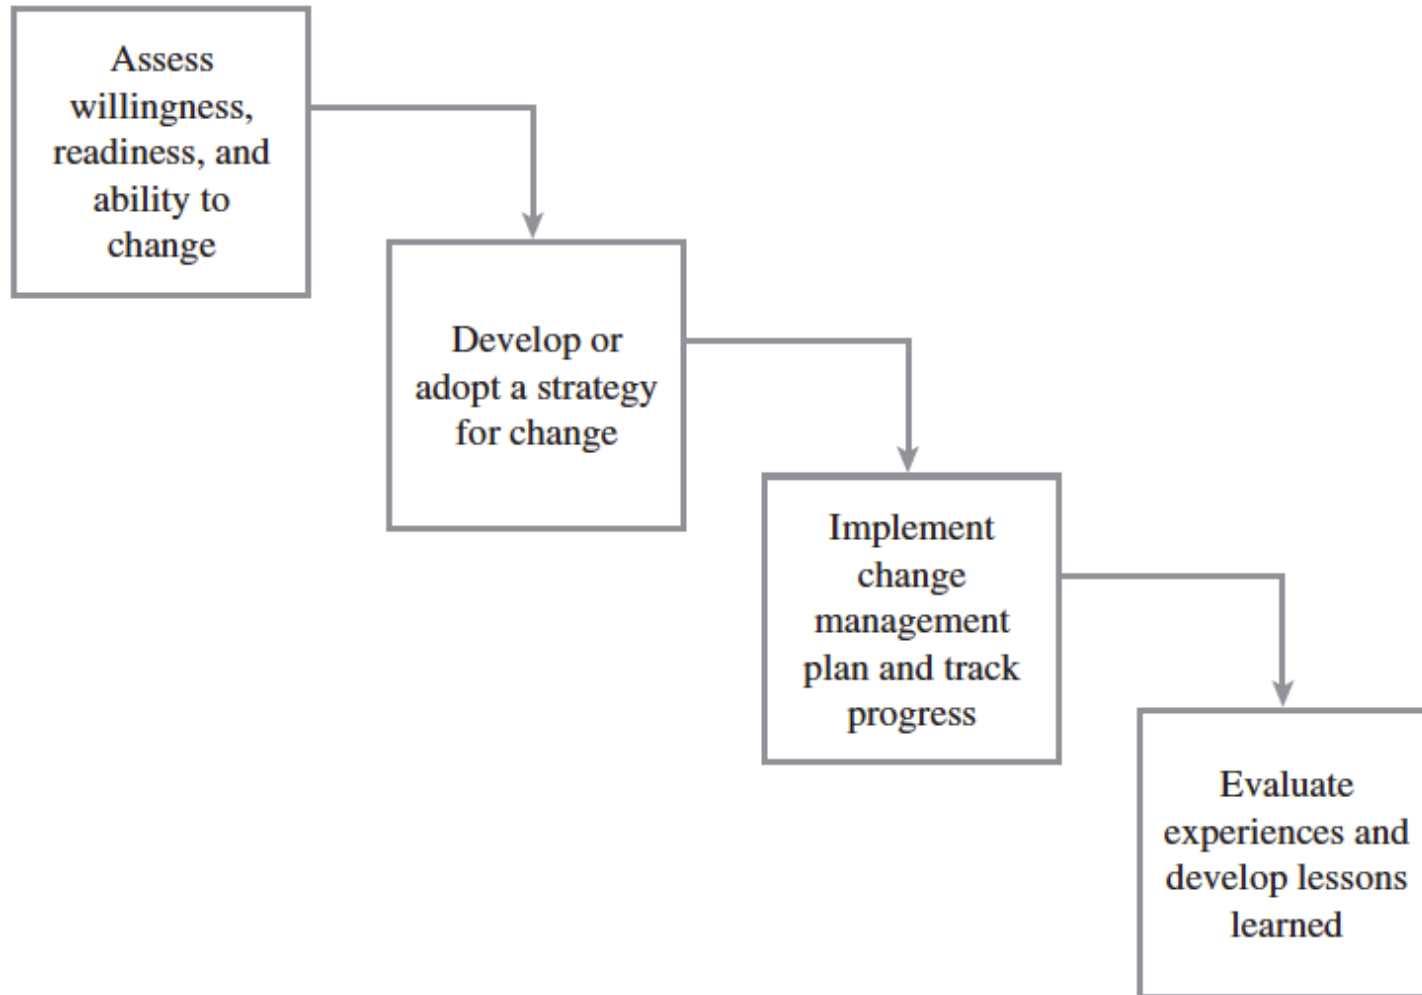 Assess
willingness,
readiness, and
ability to
change
Develop or
adopt a strategy
for change
Implement
change
management
plan and track
progress
Evaluate
experiences and
develop lessons
learned